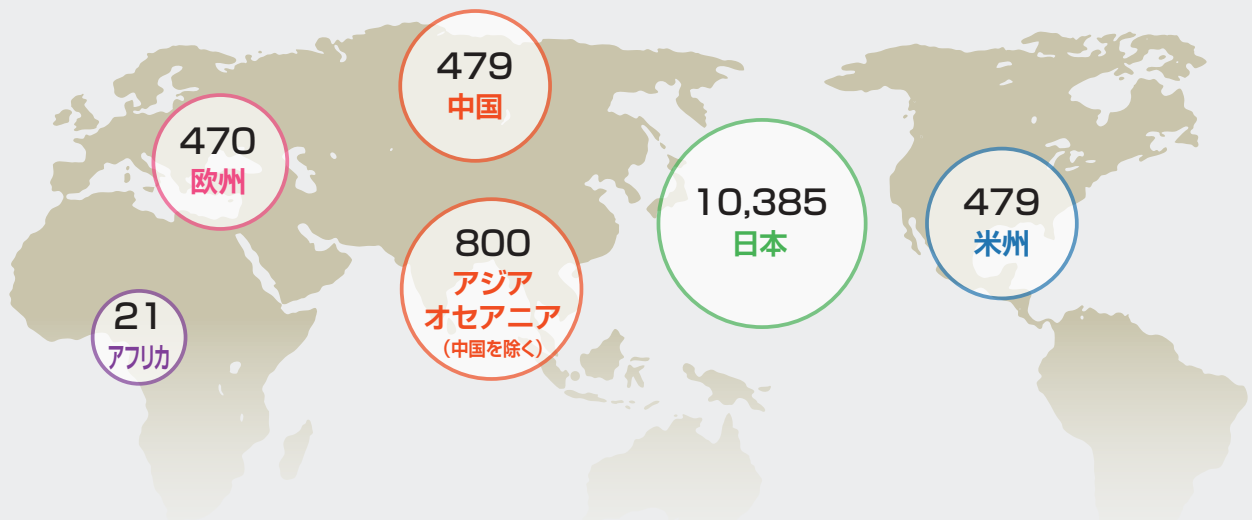 479
中国
470
欧州
10,385
日本
479
米州
800
アジア
オセアニア
（中国を除く）
21
アフリカ